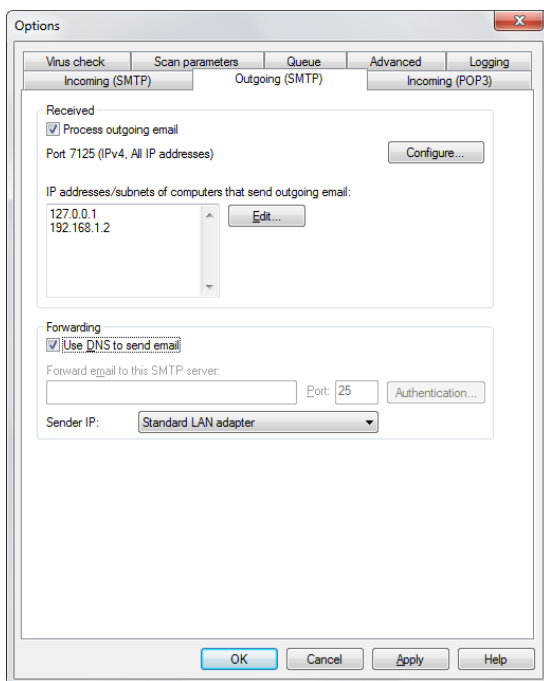 Options
Virus check Scan parameters Queue Advanced Logging
Incoming (SMTP) Outgoing (SMTP) Incoming (POP3)
Received
Process outgoing email
Port 7125 (IPv4, All IP addresses) Configure...
IP addresses/subnets of computers that send outgoing email:
127.0.0.1 Edit...
192.168.1.2
Forwarding
Use DNS to send email
Forward email to this SMTP server:
Port: 25 Authentication...
Sender IP: Standard LAN adapter
OK Cancel Apply Help